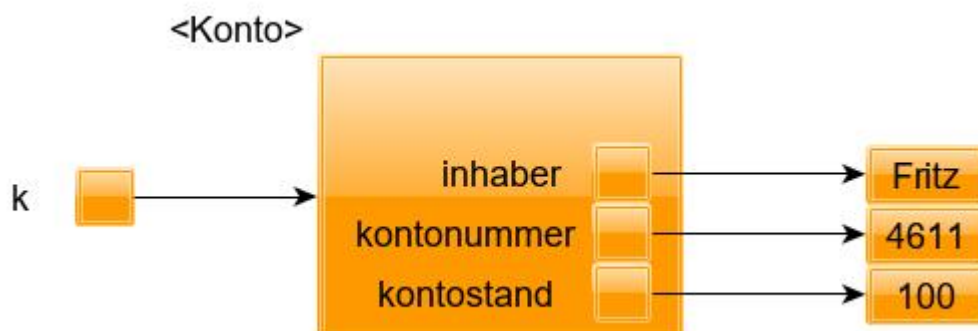 <Konto>
k
inhaber
Fritz
kontonummer
4611
kontostand
100